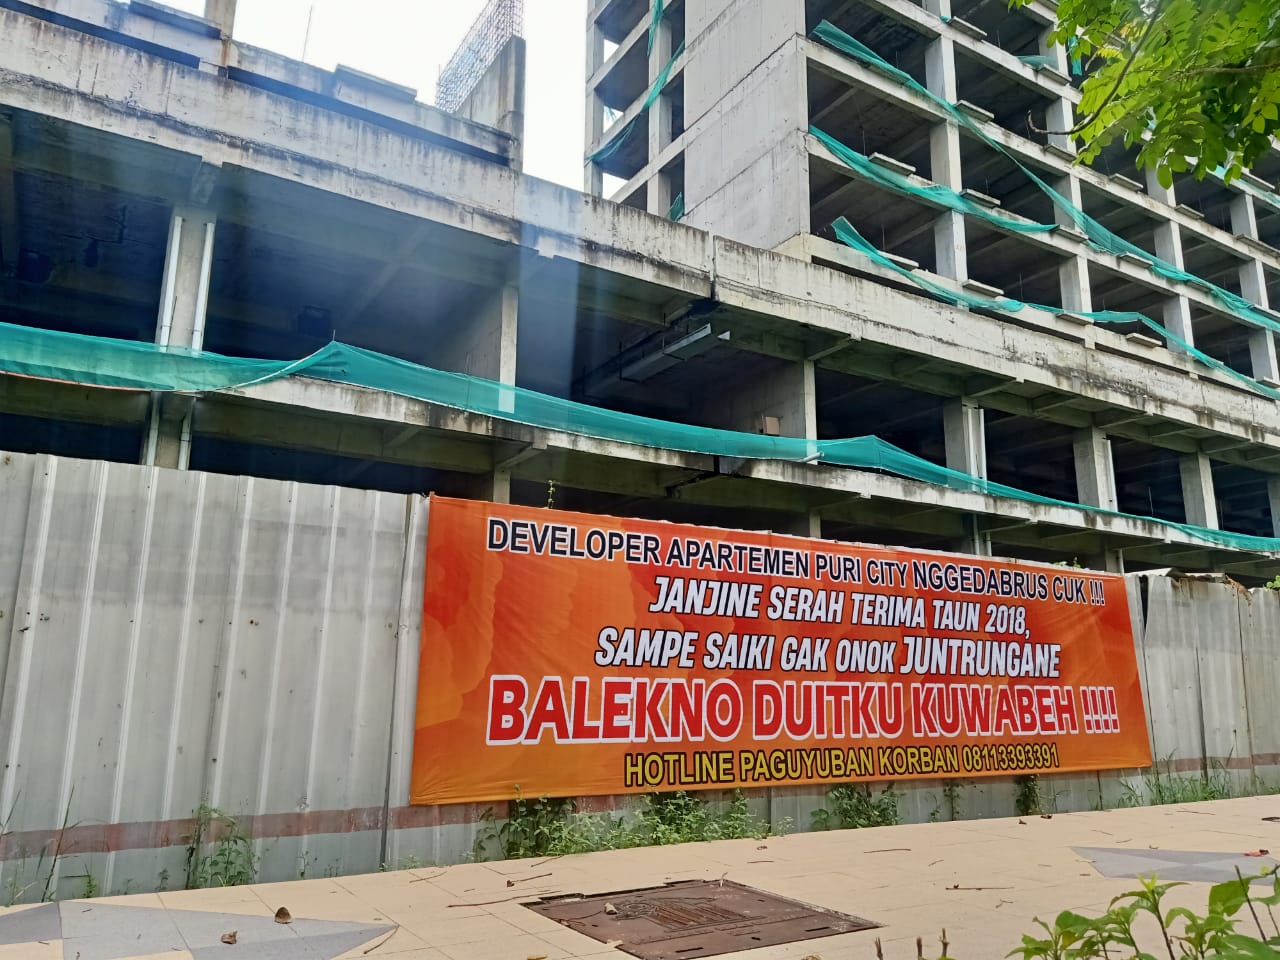 DEVELOPER APARTEMEN PURI CITY NGGEDABRUS CUK !!!
JANJINE SERAH TERIMA TAUN 2018,
SAMPE SAIKI GAK ONOK JUNTRUNGANE
BALEKNO DUITKU KUWABEH !!!!
HOTLINE PAGUYUBAN KORBAN 08113393391